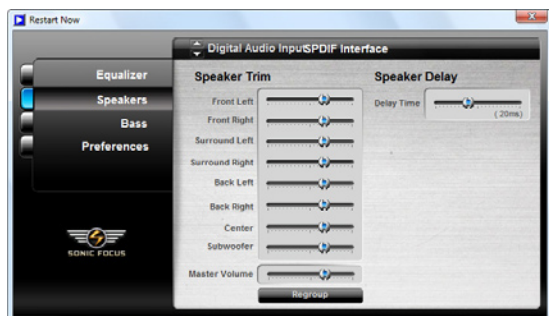 Restart Now
Digital Audio InputSPDIF Interface
Equalizer
Speakers
Bass
Preferences
SONIC FOCUS
Speaker Trim
Front Left
Front Right
Surround Left
Surround Right
Back Left
Back Right
Center
Subwoofer
Master Volume
Regroup
Speaker Delay
Delay Time
( 20ms)